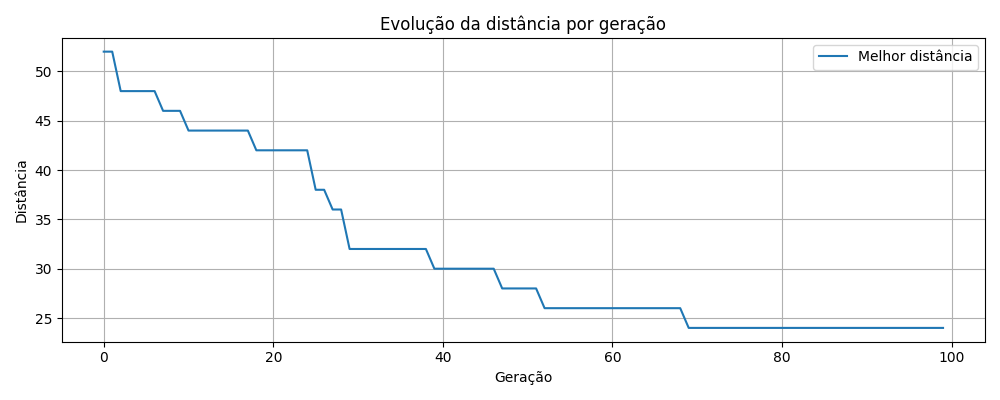 Evolução da distância por geração
Melhor distância
Distância
50
45
40
35
30
25
0 20 40 60 80 100
Geração